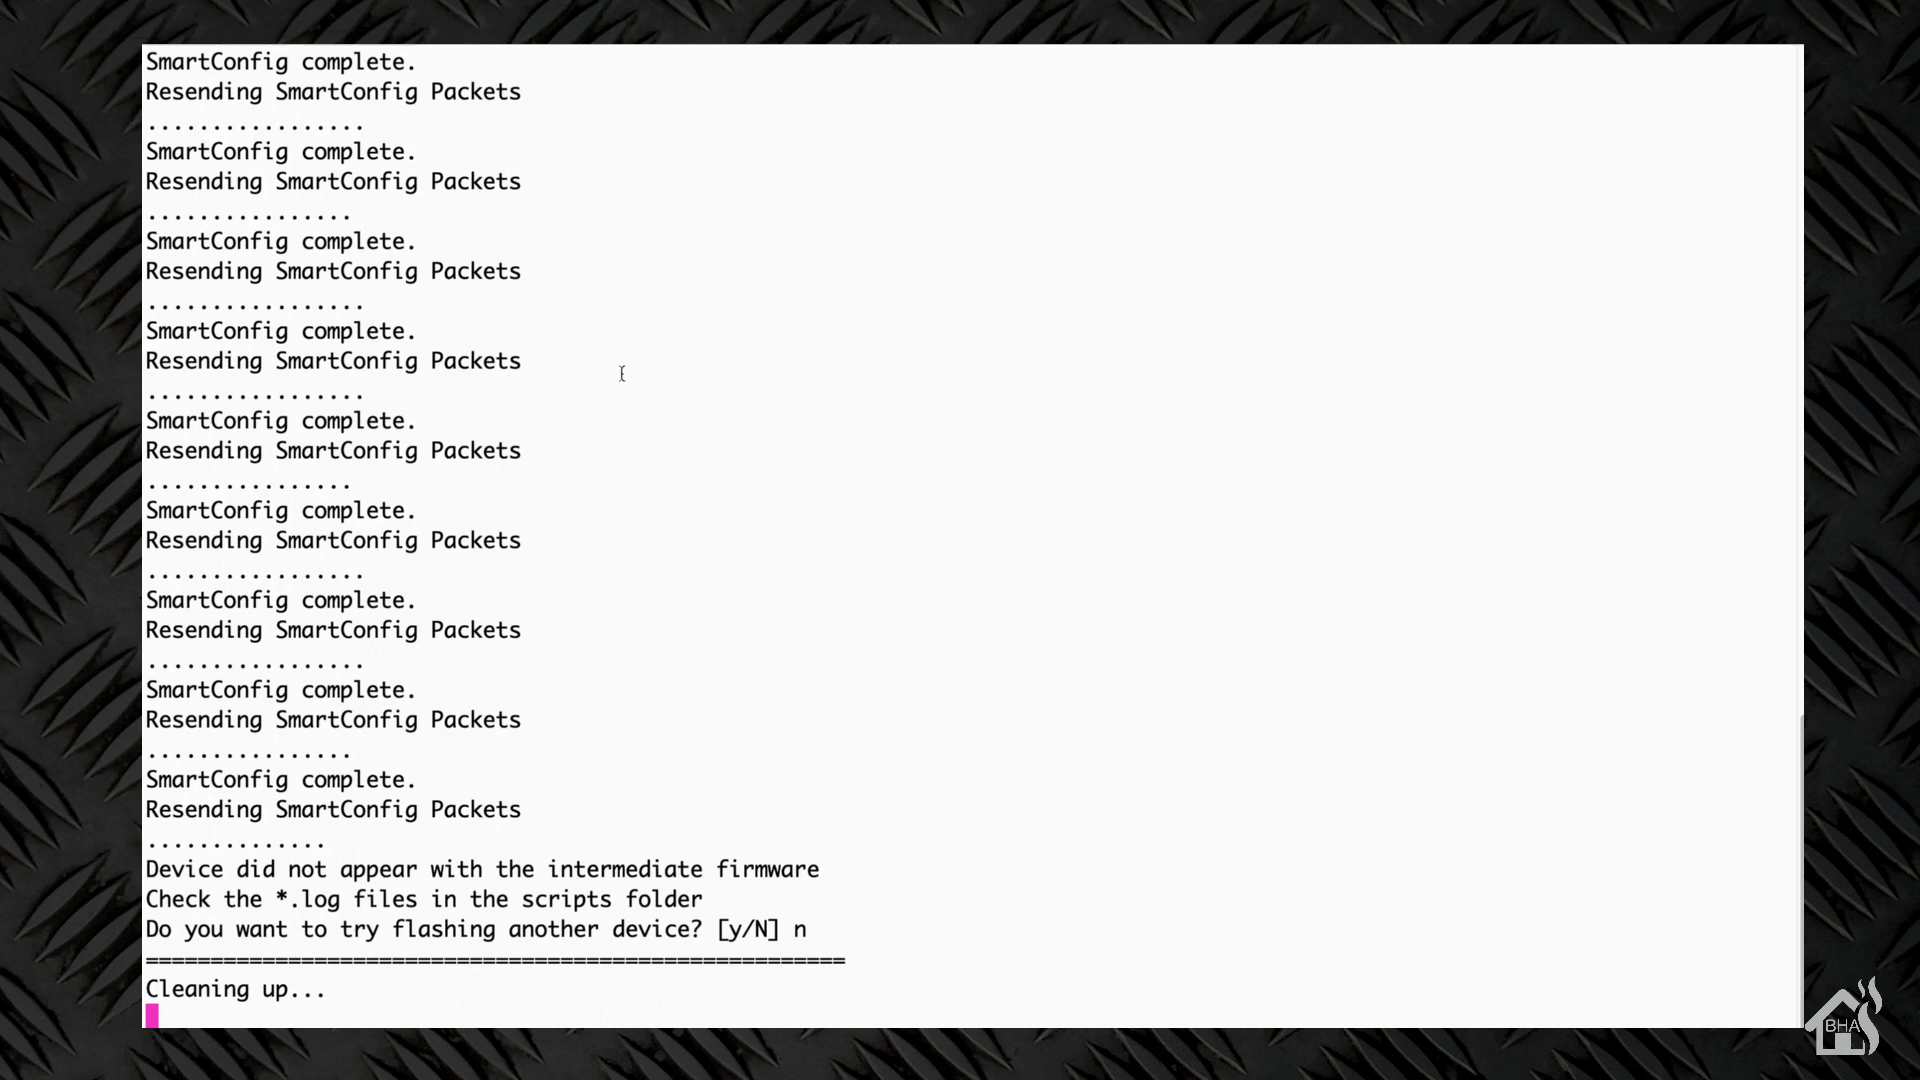 SmartConfig complete.
Resending SmartConfig Packets
.................
SmartConfig complete.
Resending SmartConfig Packets
................
SmartConfig complete.
Resending SmartConfig Packets
.................
SmartConfig complete.
Resending SmartConfig Packets
.................
SmartConfig complete.
Resending SmartConfig Packets
................
SmartConfig complete.
Resending SmartConfig Packets
.................
SmartConfig complete.
Resending SmartConfig Packets
.................
SmartConfig complete.
Resending SmartConfig Packets
................
SmartConfig complete.
Resending SmartConfig Packets
..............
Device did not appear with the intermediate firmware
Check the *.log files in the scripts folder
Do you want to try flashing another device? [y/N] n
======================================================
Cleaning up...
BHA